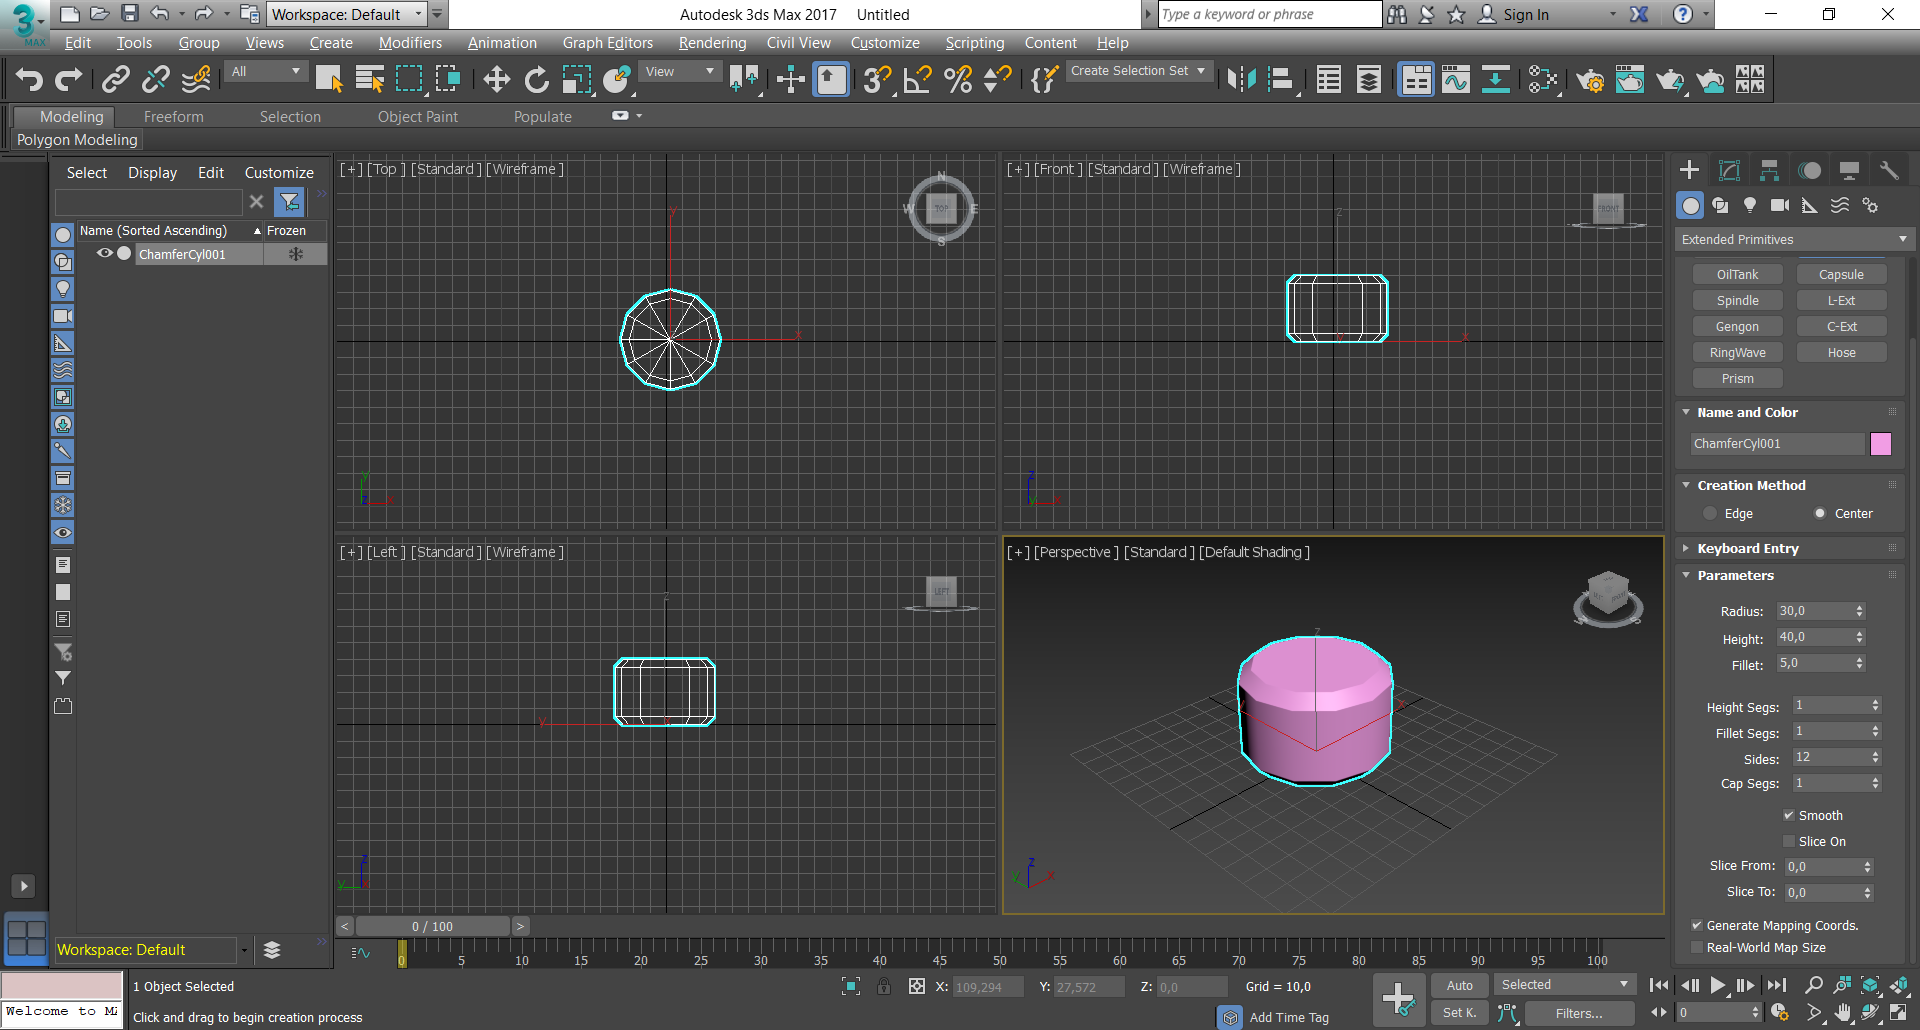 Workspace: Default
Autodesk 3ds Max 2017 Untitled
Type a keyword or phrase
Sign In
MAX
Edit Tools Group Views Create Modifiers Animation Graph Editors Rendering Civil View Customize Scripting Content Help
All
View
Create Selection Set
Modeling Freeform Selection Object Paint Populate
Polygon Modeling
Select Display Edit Customize
Name (Sorted Ascending) Frozen
ChamferCyl001
Workspace: Default
[+] [Top ] [Standard ] [Wireframe ]
N
W TOP E
S
y
x
y
z x
[+] [Front ] [Standard ] [Wireframe ]
FRONT
z
x
z
y x
[+] [Left ] [Standard ] [Wireframe ]
LEFT
z
y x
z
y x
[+] [Perspective ] [Standard ] [Default Shading ]
z
x
z
y x
Extended Primitives
OilTank Capsule
Spindle L-Ext
Gengon C-Ext
RingWave Hose
Prism
Name and Color
ChamferCyl001
Creation Method
Edge Center
Keyboard Entry
Parameters
Radius: 30,0
Height: 40,0
Fillet: 5,0
Height Segs: 1
Fillet Segs: 1
Sides: 12
Cap Segs: 1
Smooth
Slice On
Slice From: 0,0
Slice To: 0,0
Generate Mapping Coords.
Real-World Map Size
< 0 / 100 >
0 5 10 15 20 25 30 35 40 45 50 55 60 65 70 75 80 85 90 95 100
1 Object Selected
X: 109,294 Y: 27,572 Z: 0,0 Grid = 10,0
Auto Selected
Welcome to MA
Click and drag to begin creation process
Add Time Tag
Set K. Filters...
0